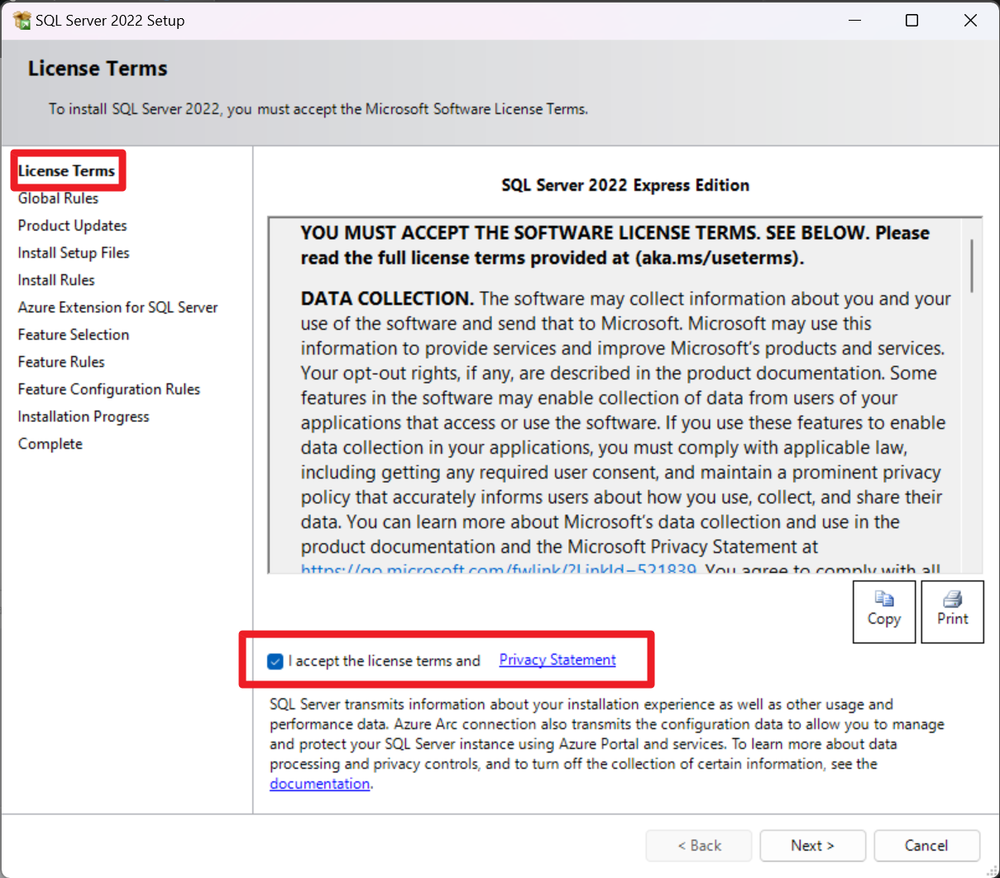 SQL Server 2022 Setup
License Terms
To install SQL Server 2022, you must accept the Microsoft Software License Terms.
License Terms
Global Rules
Product Updates
Install Setup Files
Install Rules
Azure Extension for SQL Server
Feature Selection
Feature Rules
Feature Configuration Rules
Installation Progress
Complete
SQL Server 2022 Express Edition
YOU MUST ACCEPT THE SOFTWARE LICENSE TERMS. SEE BELOW. Please
read the full license terms provided at (aka.ms/useterms).
DATA COLLECTION. The software may collect information about you and your
use of the software and send that to Microsoft. Microsoft may use this
information to provide services and improve Microsoft's products and services.
Your opt-out rights, if any, are described in the product documentation. Some
features in the software may enable collection of data from users of your
applications that access or use the software. If you use these features to enable
data collection in your applications, you must comply with applicable law,
including getting any required user consent, and maintain a prominent privacy
policy that accurately informs users about how you use, collect, and share their
data. You can learn more about Microsoft's data collection and use in the
product documentation and the Microsoft Privacy Statement at
https://go.microsoft.com/fwlink/?LinkId=521839. You agree to comply with all
Copy
Print
I accept the license terms and Privacy Statement
SQL Server transmits information about your installation experience as well as other usage and
performance data. Azure Arc connection also transmits the configuration data to allow you to manage
and protect your SQL Server instance using Azure Portal and services. To learn more about data
processing and privacy controls, and to turn off the collection of certain information, see the
documentation.
< Back
Next >
Cancel